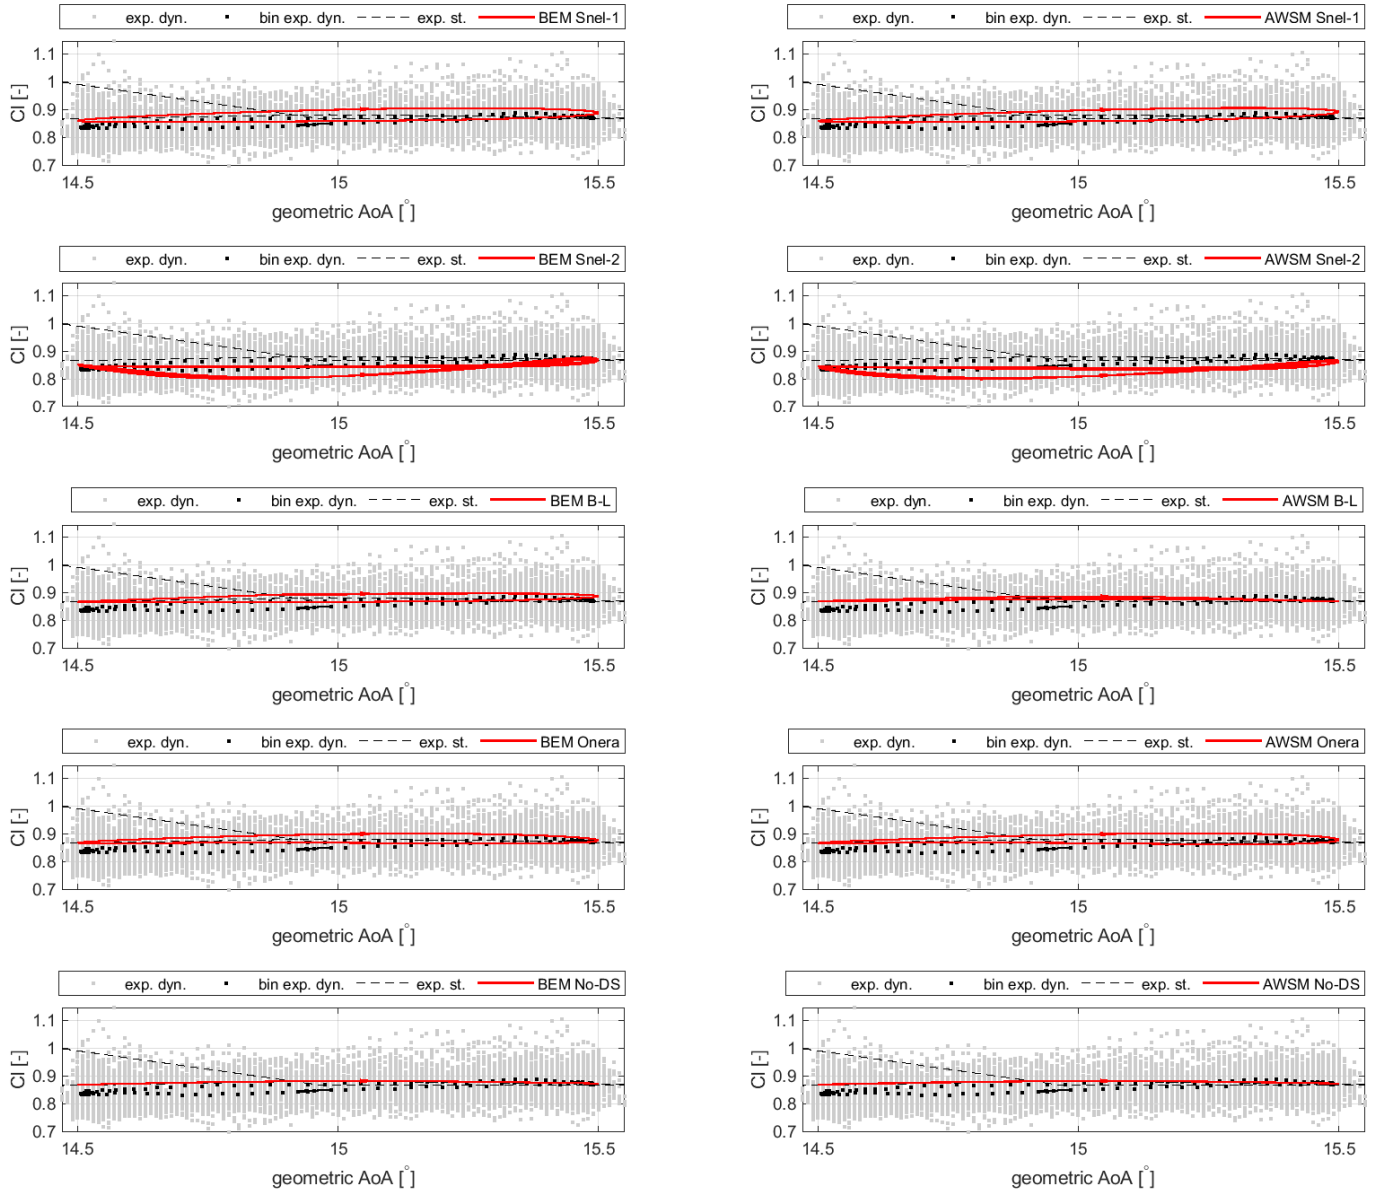 exp. dyn. bin exp. dyn. exp. st. BEM Snel-1
1.1
1
0.9
0.8
0.7
Cl [-]
14.5 15 15.5
geometric AoA [°]
exp. dyn. bin exp. dyn. exp. st. AWSM Snel-1
1.1
1
0.9
0.8
0.7
Cl [-]
14.5 15 15.5
geometric AoA [°]
exp. dyn. bin exp. dyn. exp. st. BEM Snel-2
1.1
1
0.9
0.8
0.7
Cl [-]
14.5 15 15.5
geometric AoA [°]
exp. dyn. bin exp. dyn. exp. st. AWSM Snel-2
1.1
1
0.9
0.8
0.7
Cl [-]
14.5 15 15.5
geometric AoA [°]
exp. dyn. bin exp. dyn. exp. st. BEM B-L
1.1
1
0.9
0.8
0.7
Cl [-]
14.5 15 15.5
geometric AoA [°]
exp. dyn. bin exp. dyn. exp. st. AWSM B-L
1.1
1
0.9
0.8
0.7
Cl [-]
14.5 15 15.5
geometric AoA [°]
exp. dyn. bin exp. dyn. exp. st. BEM Onera
1.1
1
0.9
0.8
0.7
Cl [-]
14.5 15 15.5
geometric AoA [°]
exp. dyn. bin exp. dyn. exp. st. AWSM Onera
1.1
1
0.9
0.8
0.7
Cl [-]
14.5 15 15.5
geometric AoA [°]
exp. dyn. bin exp. dyn. exp. st. BEM No-DS
1.1
1
0.9
0.8
0.7
Cl [-]
14.5 15 15.5
geometric AoA [°]
exp. dyn. bin exp. dyn. exp. st. AWSM No-DS
1.1
1
0.9
0.8
0.7
Cl [-]
14.5 15 15.5
geometric AoA [°]